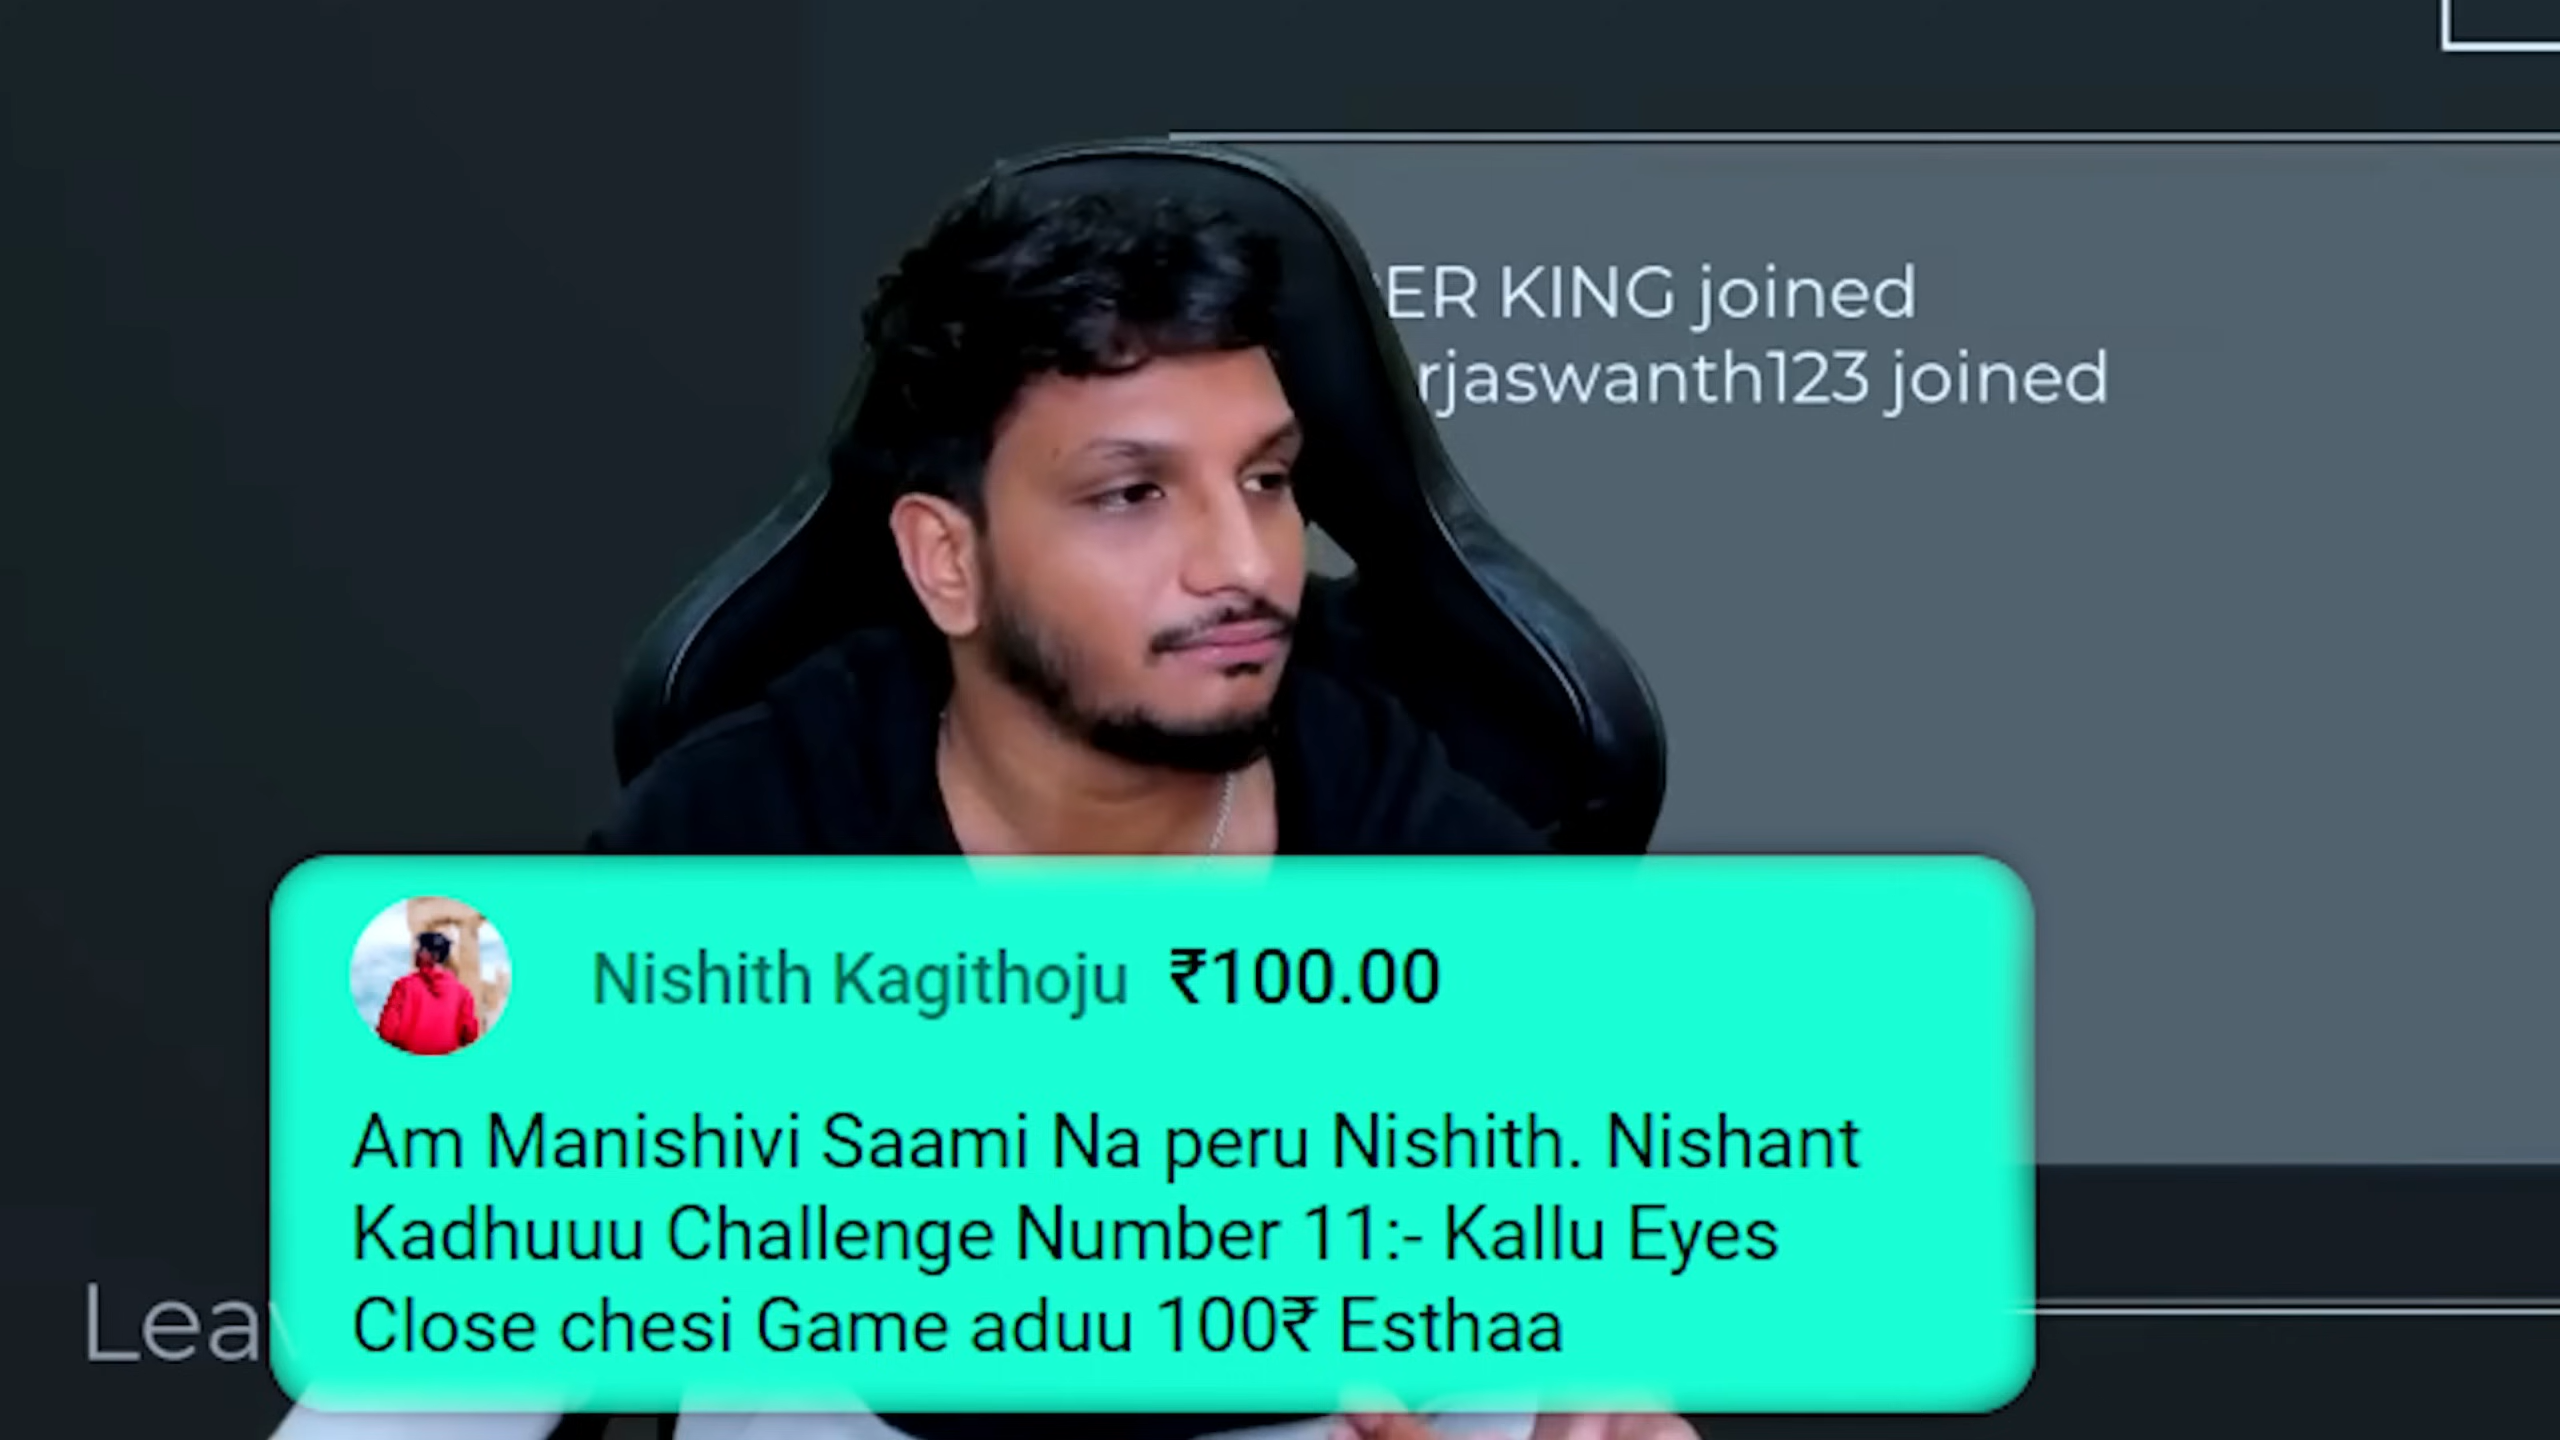 ER KING joined
rjaswanth123 joined
Nishith Kagithoju ₹100.00
Am Manishivi Saami Na peru Nishith. Nishant
Kadhuuu Challenge Number 11:- Kallu Eyes
Close chesi Game aduu 100₹ Esthaa
Lea